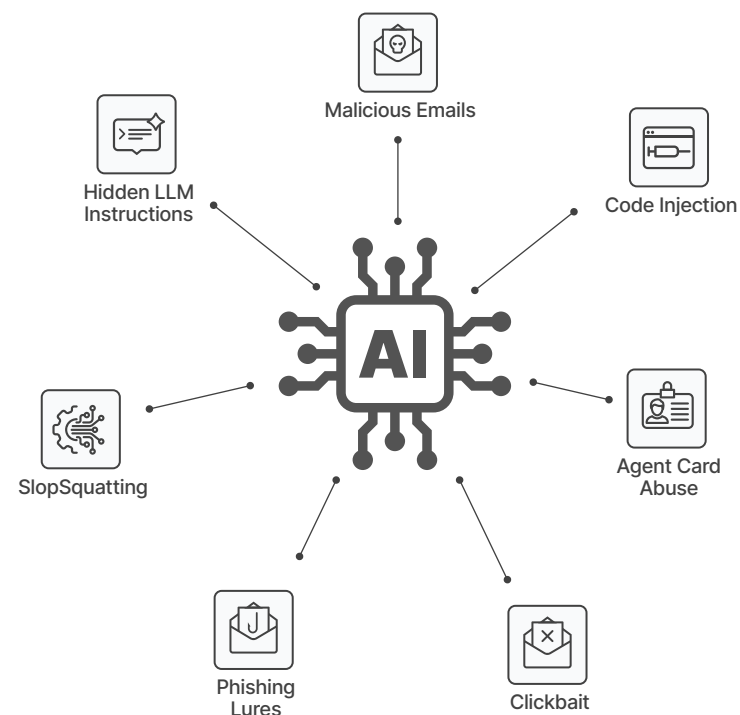 Malicious Emails
Hidden LLM
Instructions
Code Injection
AI
SlopSquatting
Agent Card
Abuse
Phishing
Lures
Clickbait